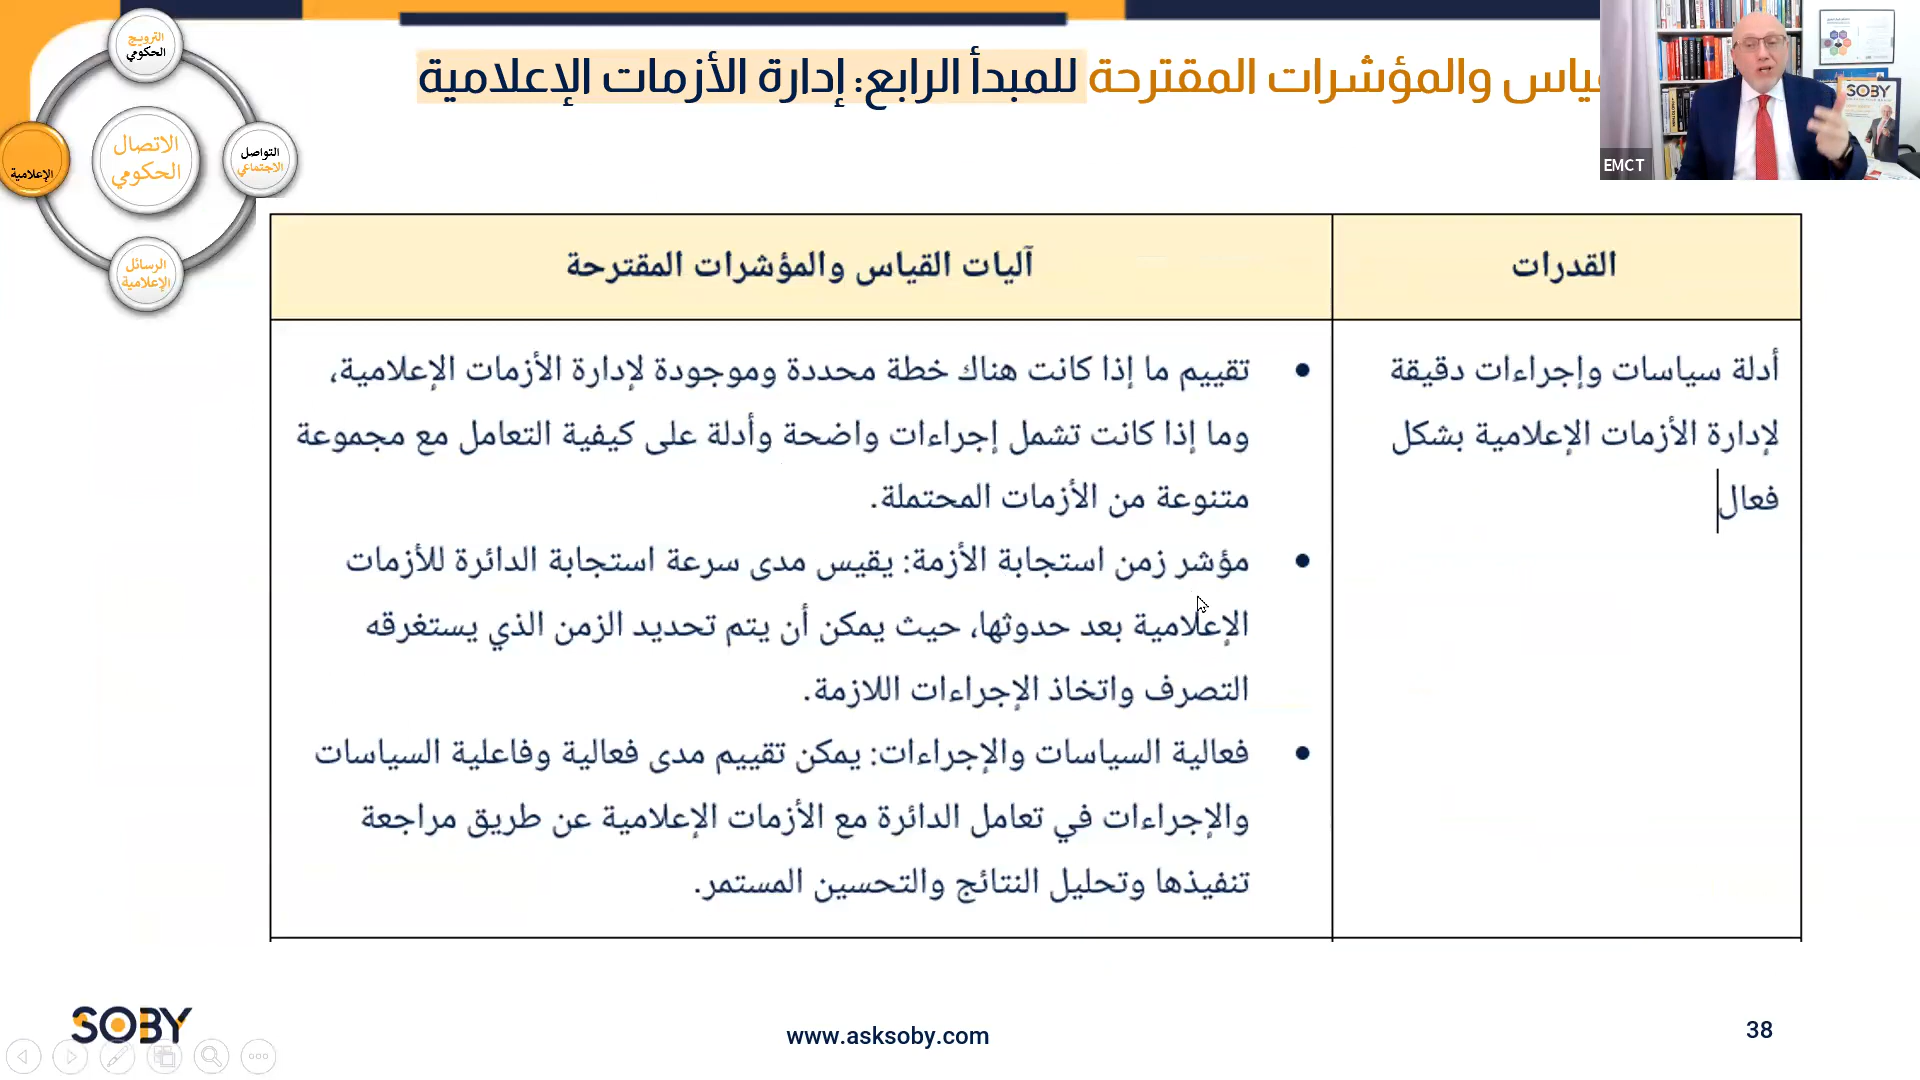 قياس والمؤشرات المقترحة للمبدأ الرابع: إدارة الأزمات الإعلامية
الترويج
الحكومي
الاتصال
الحكومي
التواصل
الاجتماعي
الإعلامية
الرسائل
الإعلامية
SOBY
EMCT
القدرات
آليات القياس والمؤشرات المقترحة
أدلة سياسات وإجراءات دقيقة
لإدارة الأزمات الإعلامية بشكل
فعال
• تقييم ما إذا كانت هناك خطة محددة وموجودة لإدارة الأزمات الإعلامية،
وما إذا كانت تشمل إجراءات واضحة وأدلة على كيفية التعامل مع مجموعة
متنوعة من الأزمات المحتملة.
• مؤشر زمن استجابة الأزمة: يقيس مدى سرعة استجابة الدائرة للأزمات
الإعلامية بعد حدوثها، حيث يمكن أن يتم تحديد الزمن الذي يستغرقه
التصرف واتخاذ الإجراءات اللازمة.
• فعالية السياسات والإجراءات: يمكن تقييم مدى فعالية وفاعلية السياسات
والإجراءات في تعامل الدائرة مع الأزمات الإعلامية عن طريق مراجعة
تنفيذها وتحليل النتائج والتحسين المستمر.
SOBY
www.asksoby.com
38